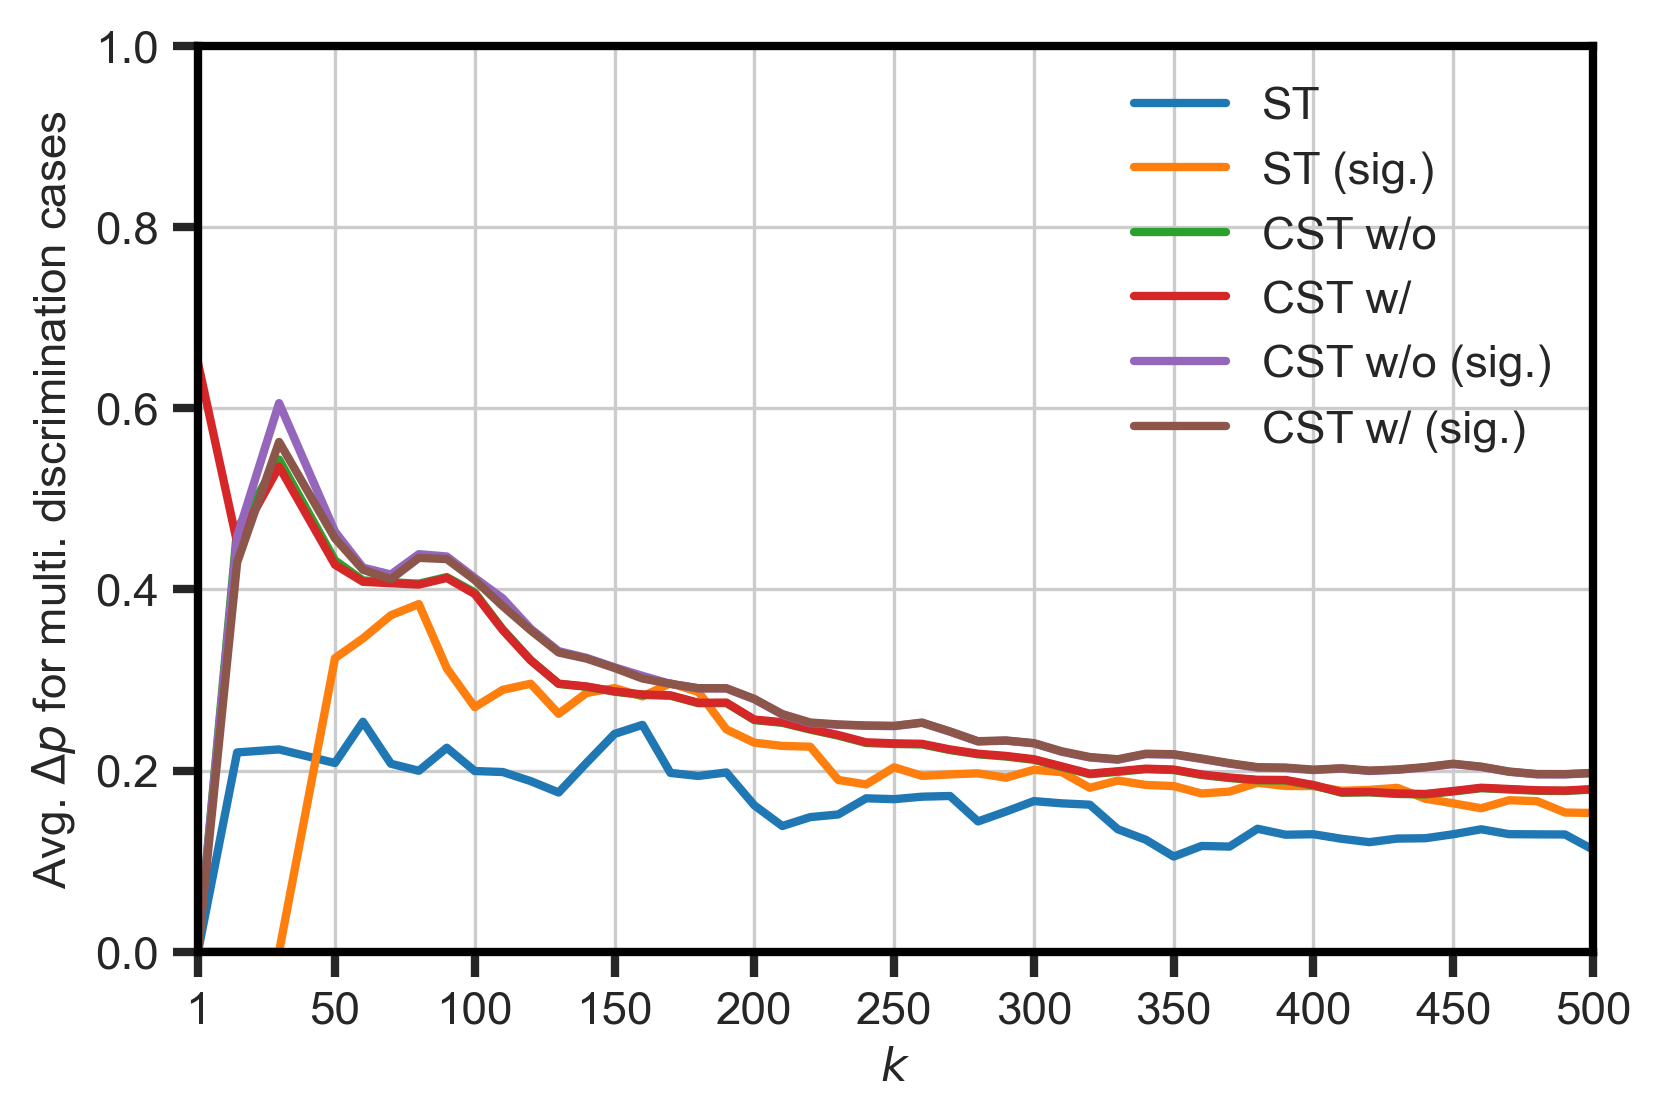 Avg. Δp for multi. discrimination cases
1.0
0.8
0.6
0.4
0.2
0.0
ST
ST (sig.)
CST w/o
CST w/
CST w/o (sig.)
CST w/ (sig.)
1 50 100 150 200 250 300 350 400 450 500
k